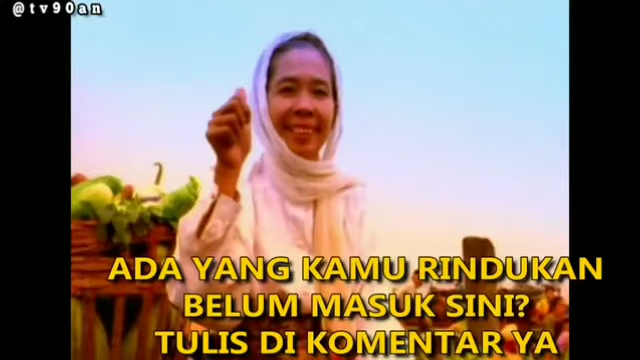 @tv90an
ADA YANG KAMU RINDUKAN
BELUM MASUK SINI?
TULIS DI KOMENTAR YA